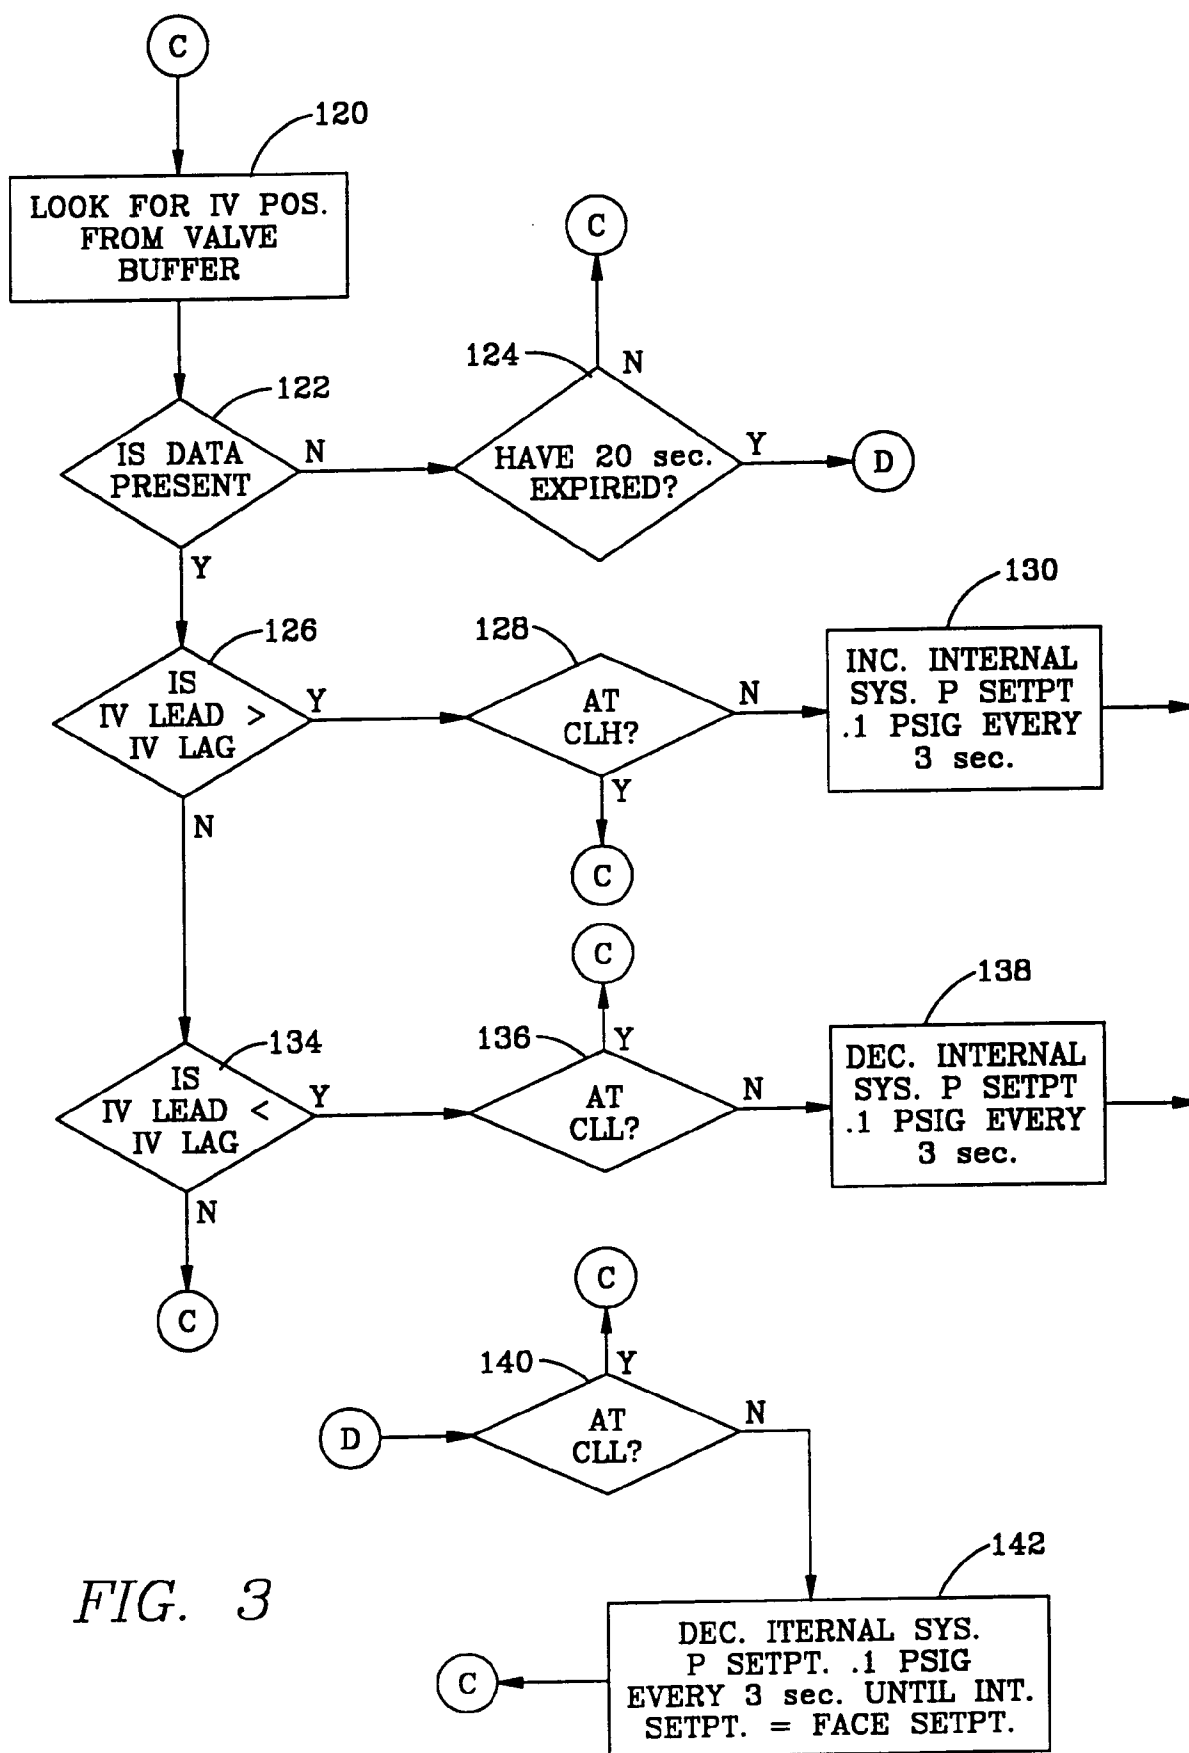 C
120
LOOK FOR IV POS.
FROM VALVE
BUFFER
C
122
124
N
IS DATA
PRESENT
N
HAVE 20 sec.
EXPIRED?
Y
D
Y
126
128
130
IS
IV LEAD >
IV LAG
Y
AT
CLH?
N
INC. INTERNAL
SYS. P SETPT
.1 PSIG EVERY
3 sec.
N
Y
C
C
134
136
Y
138
IS
IV LEAD <
IV LAG
Y
AT
CLL?
N
DEC. INTERNAL
SYS. P SETPT
.1 PSIG EVERY
3 sec.
N
C
C
140
Y
D
AT
CLL?
N
142
DEC. ITERNAL SYS.
P SETPT. .1 PSIG
EVERY 3 sec. UNTIL INT.
SETPT. = FACE SETPT.
C
FIG. 3